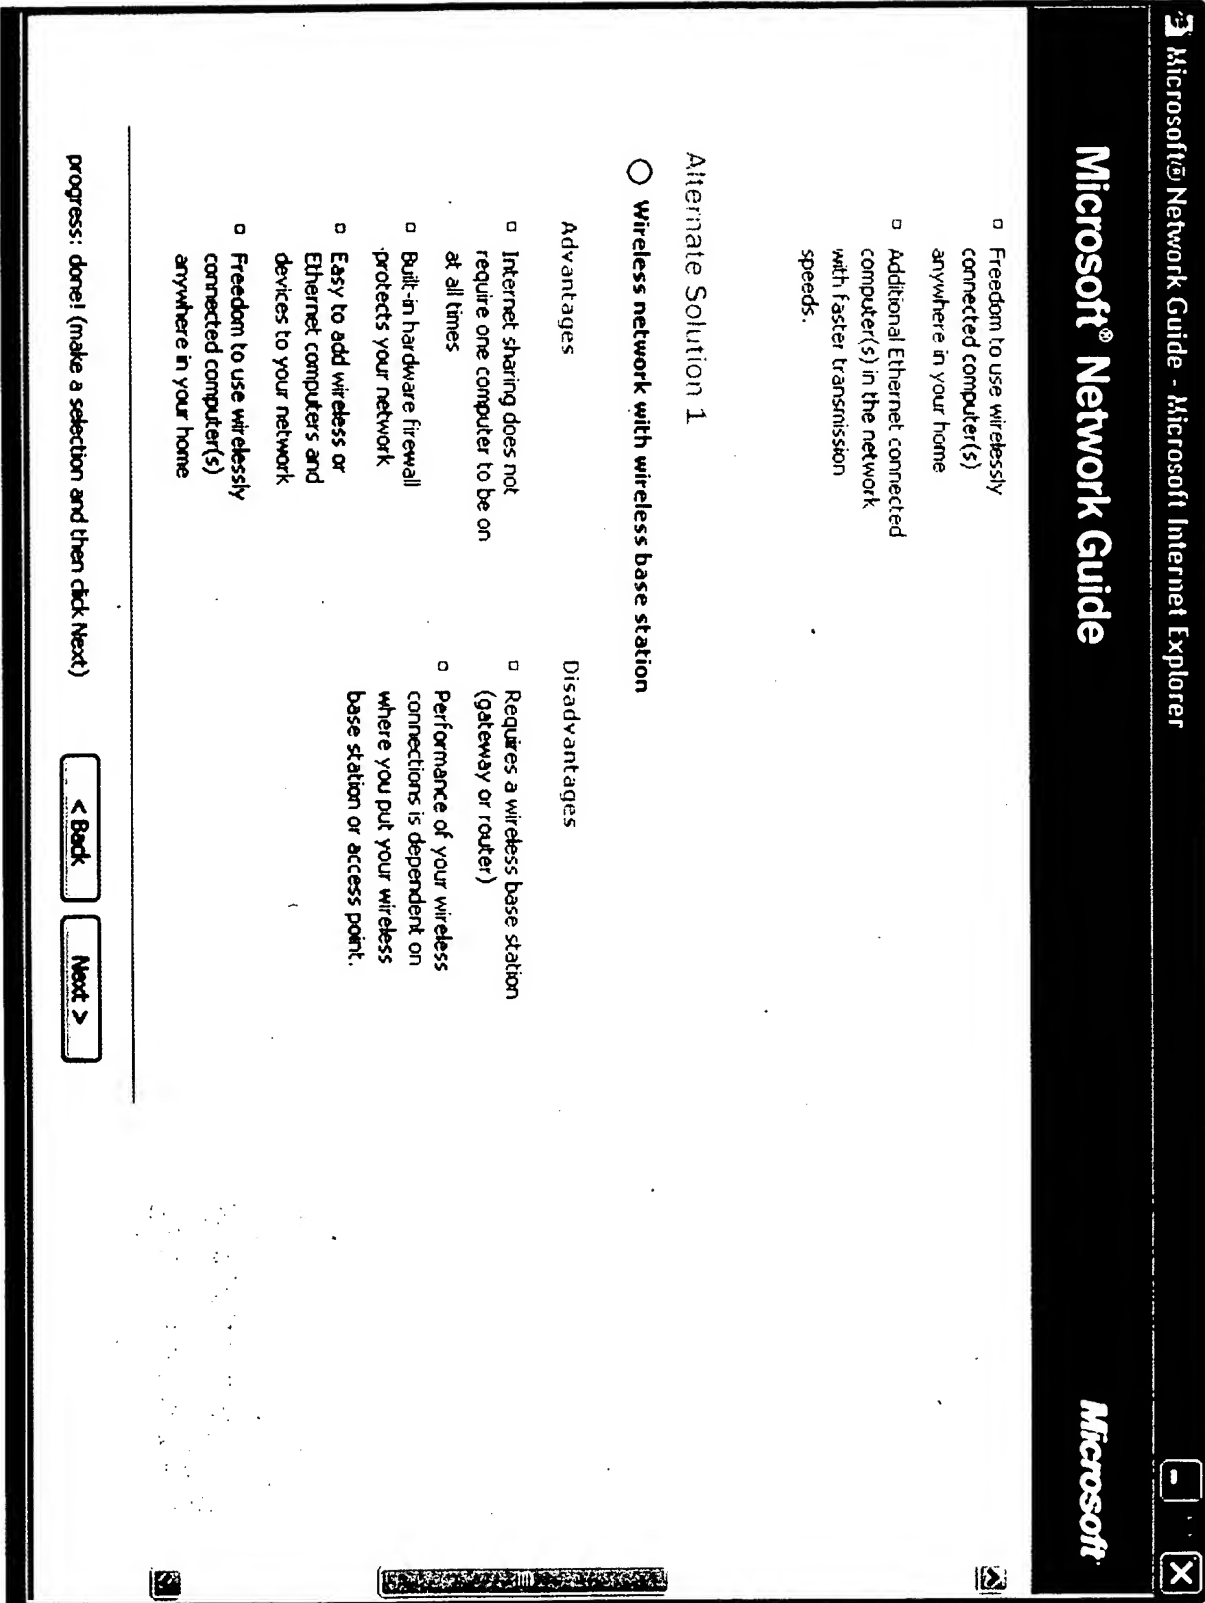 Microsoft® Network Guide - Microsoft Internet Explorer
Microsoft® Network Guide
Microsoft
Freedom to use wirelessly
connected computer(s)
anywhere in your home
Additional Ethernet connected
computer(s) in the network
with faster transmission
speeds.
Alternate Solution 1
Wireless network with wireless base station
Advantages
Internet sharing does not
require one computer to be on
at all times
Built-in hardware firewall
protects your network
Easy to add wireless or
Ethernet computers and
devices to your network
Freedom to use wirelessly
connected computer(s)
anywhere in your home
Disadvantages
Requires a wireless base station
(gateway or router)
Performance of your wireless
connections is dependent on
where you put your wireless
base station or access point.
progress: done! (make a selection and then click Next)
< Back
Next >